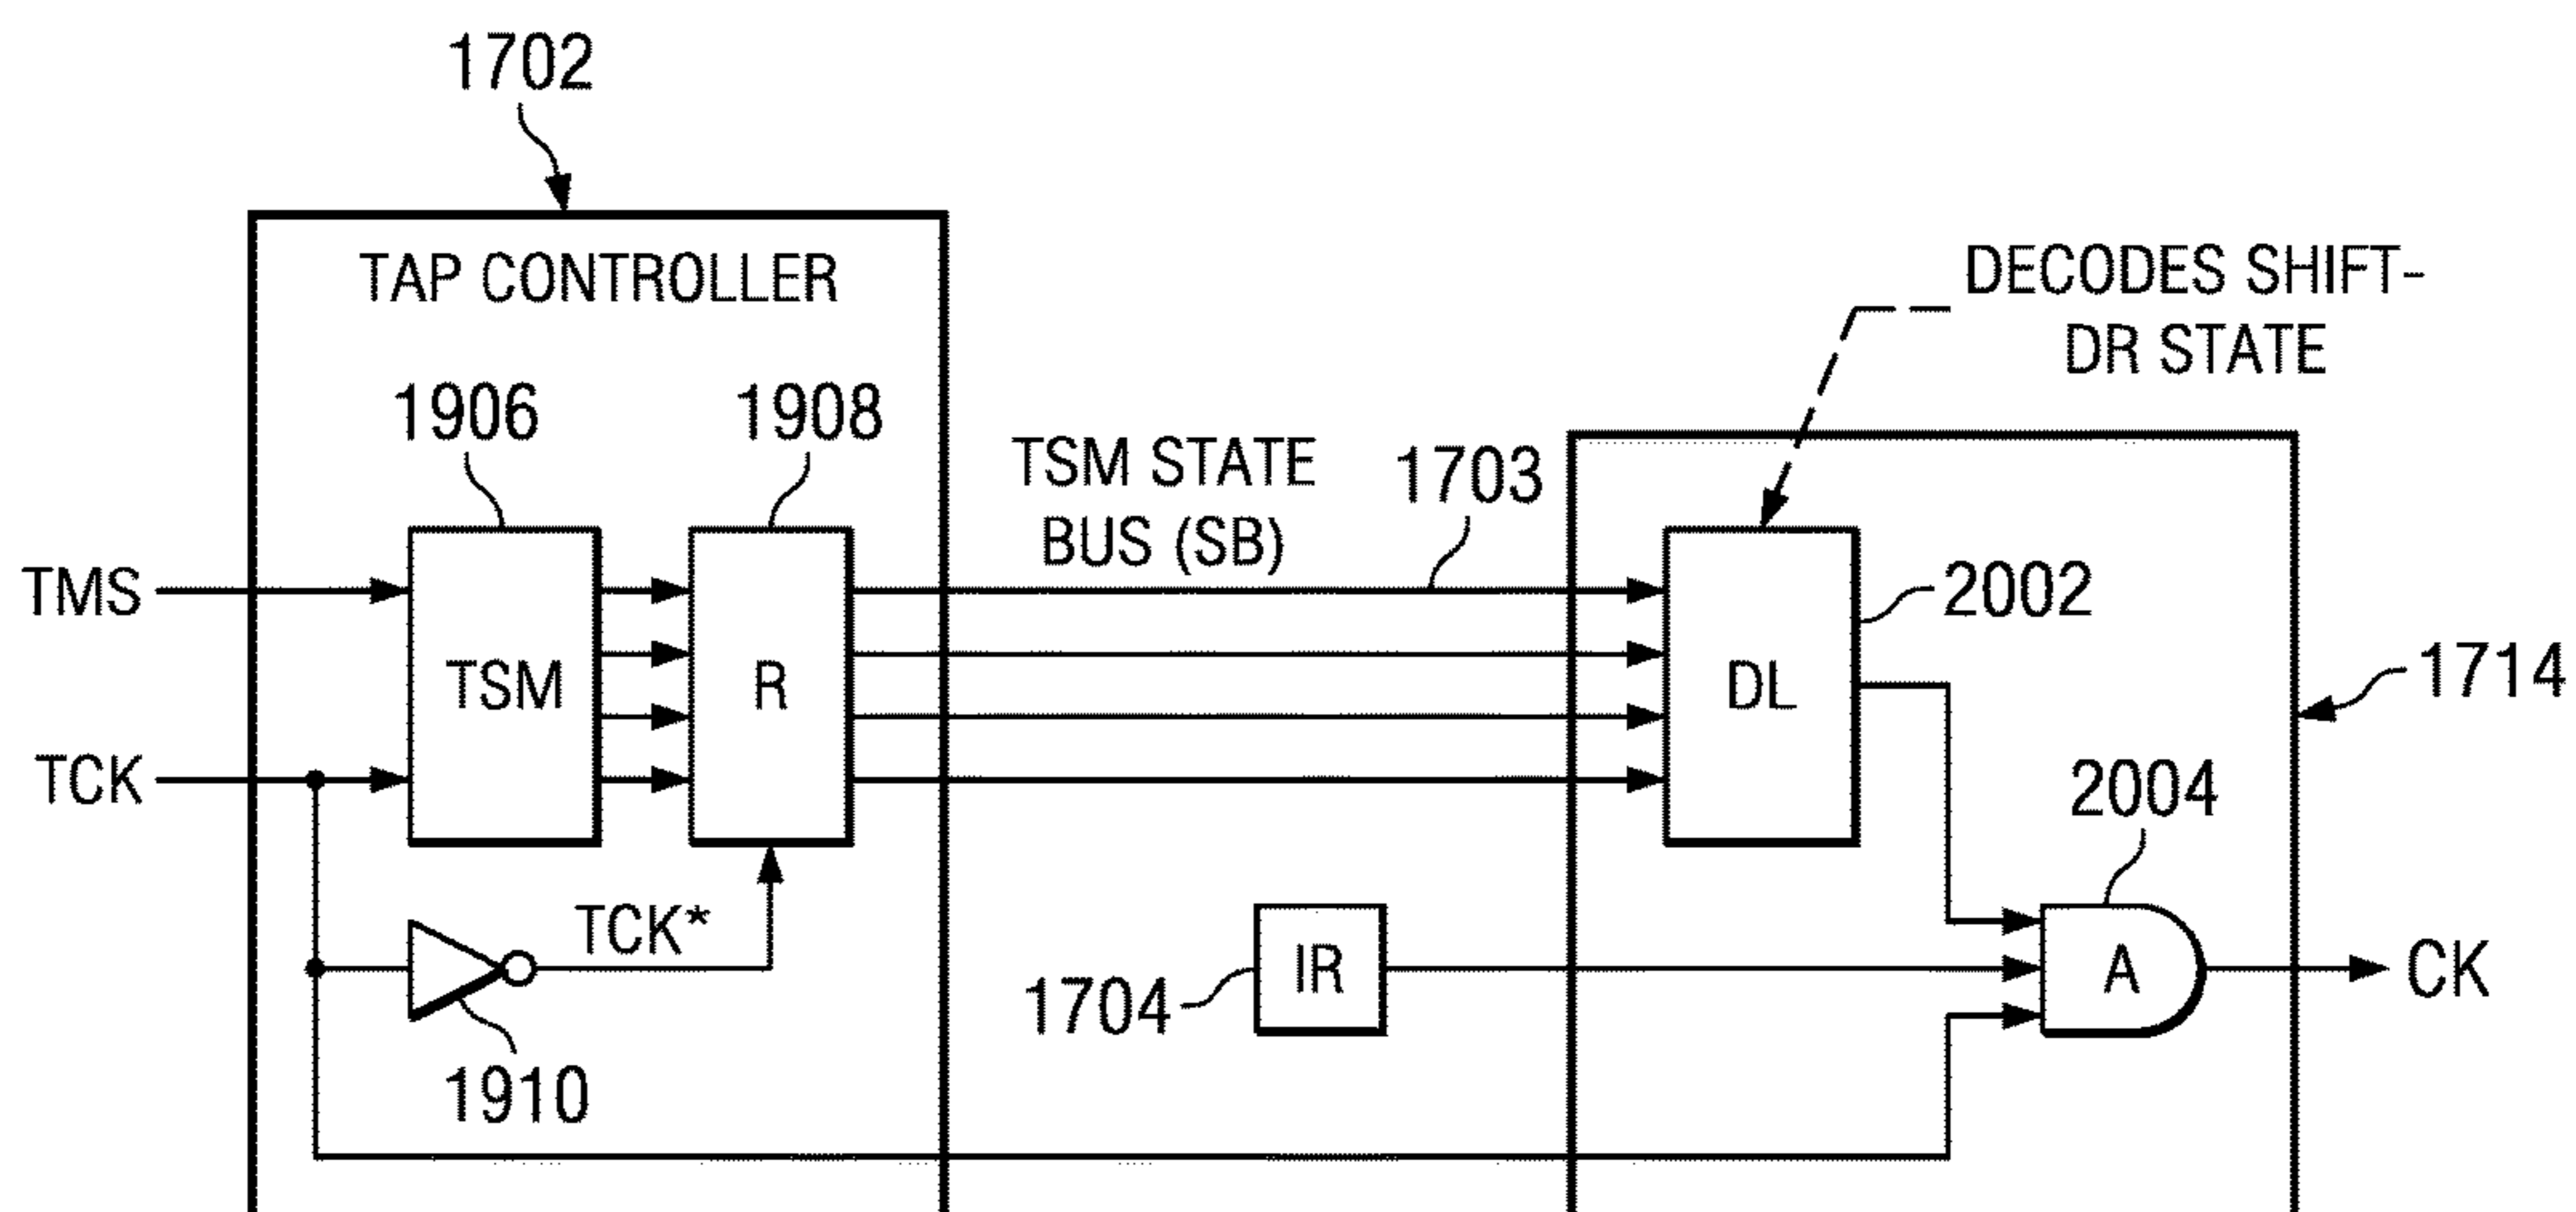 1702
TAP CONTROLLER
DECODES SHIFT-
DR STATE
1906
1908
TSM STATE
BUS (SB)
1703
TMS
TSM
R
DL
2002
1714
TCK
2004
TCK*
1910
1704
IR
A
CK